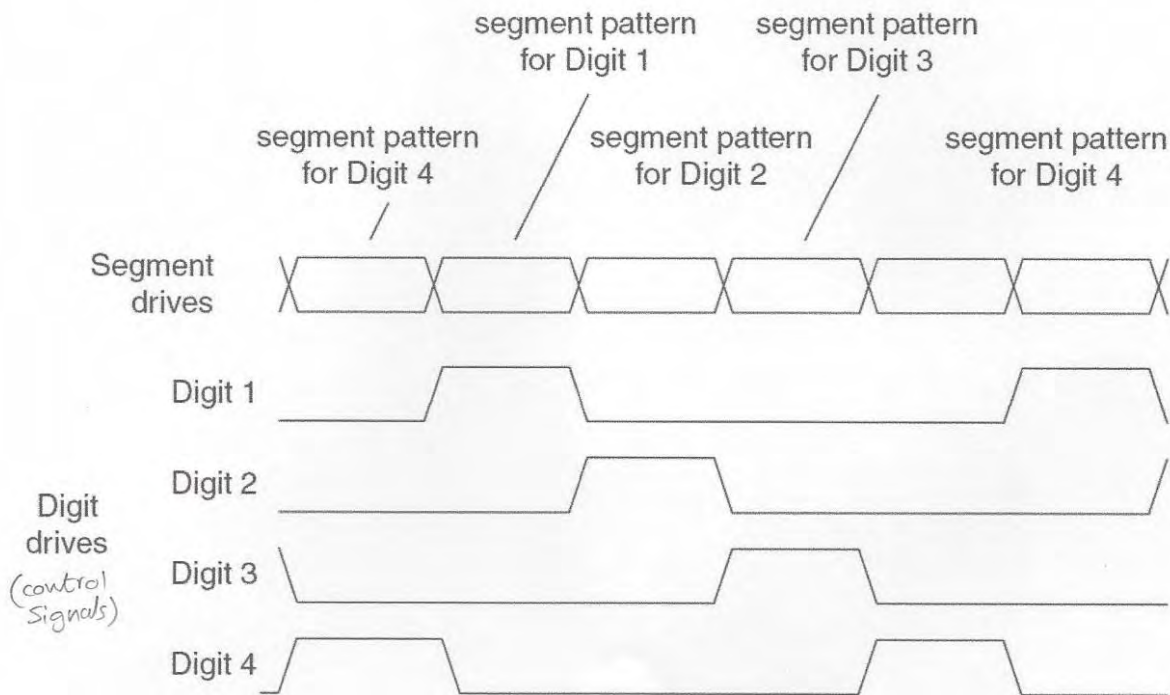 segment pattern
for Digit 1
segment pattern
for Digit 3
segment pattern
for Digit 4
segment pattern
for Digit 2
segment pattern
for Digit 4
Segment
drives
Digit 1
Digit 2
Digit
drives
(control
Signals)
Digit 3
Digit 4